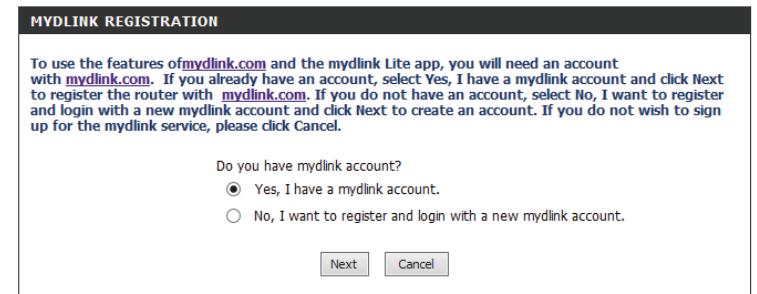 MYDLINK REGISTRATION
To use the features ofmydlink.com and the mydlink Lite app, you will need an account
with mydlink.com. If you already have an account, select Yes, I have a mydlink account and click Next
to register the router with mydlink.com. If you do not have an account, select No, I want to register
and login with a new mydlink account and click Next to create an account. If you do not wish to sign
up for the mydlink service, please click Cancel.
Do you have mydlink account?
Yes, I have a mydlink account.
No, I want to register and login with a new mydlink account.
Next Cancel